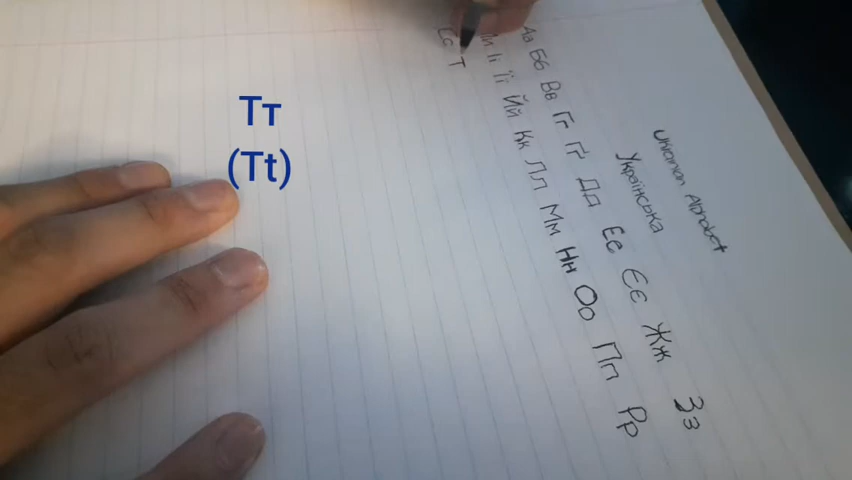 Тт
(Tt)
Ukranian Alphabet
Українська
Аа Бб Вв Гг Ґґ Дд Ее Єє Жж Зз
Ии Іі Її Йй Кк Лл Мм Нн Оо Пп Рр
Сс Т